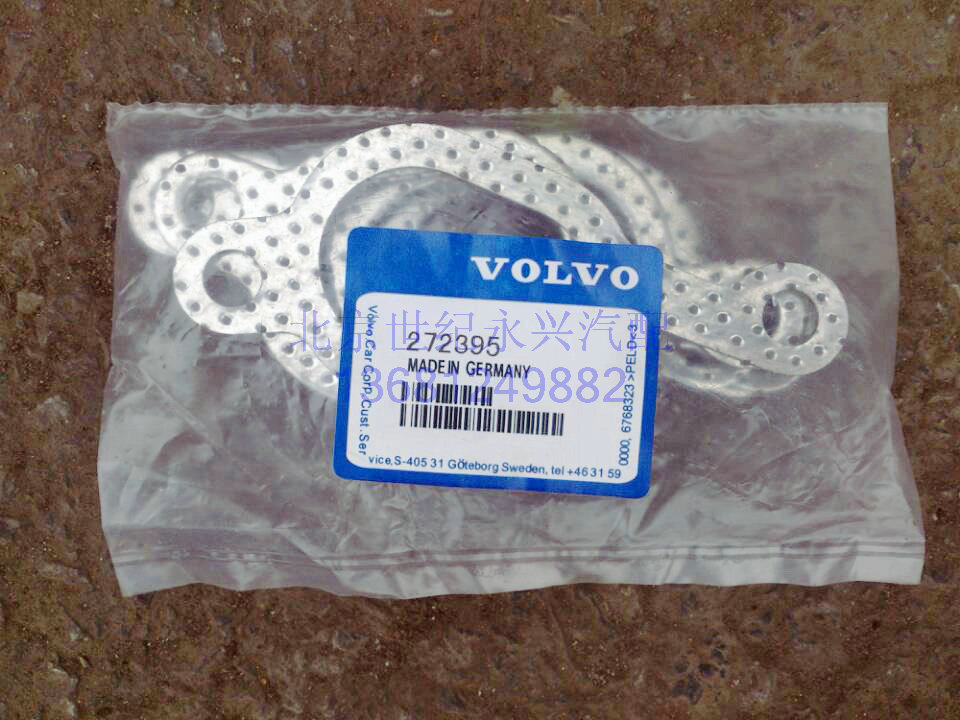 VOLVO
272395
MADE IN GERMANY
Volvo Car Corp, Cust. Ser
vice, S-405 31 Göteborg Sweden, tel +46 31 59
0000, 6768323 >PELD<3
北京世纪永兴汽配
13681249882